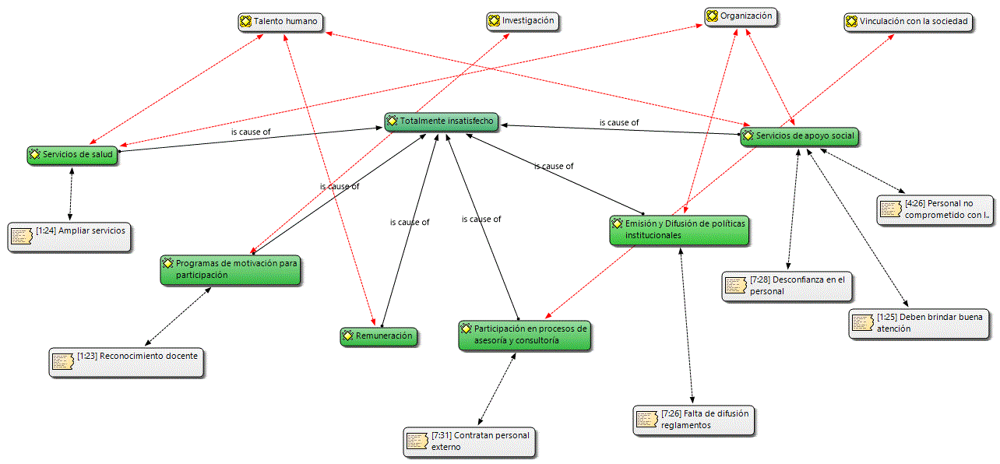 Talento humano
Investigación
Organización
Vinculación con la sociedad
Totalmente insatisfecho
is cause of
is cause of
Servicios de salud
Servicios de apoyo social
is cause of
is cause of
[4:26] Personal no
comprometido con l..
is cause of
is cause of
[1:24] Ampliar servicios
Emisión y Difusión de políticas
institucionales
Programas de motivación para
participación
[7:28] Desconfianza en el
personal
[1:25] Deben brindar buena
atención
Remuneración
Participación en procesos de
asesoría y consultoría
[1:23] Reconocimiento docente
[7:26] Falta de difusión
reglamentos
[7:31] Contratan personal
externo